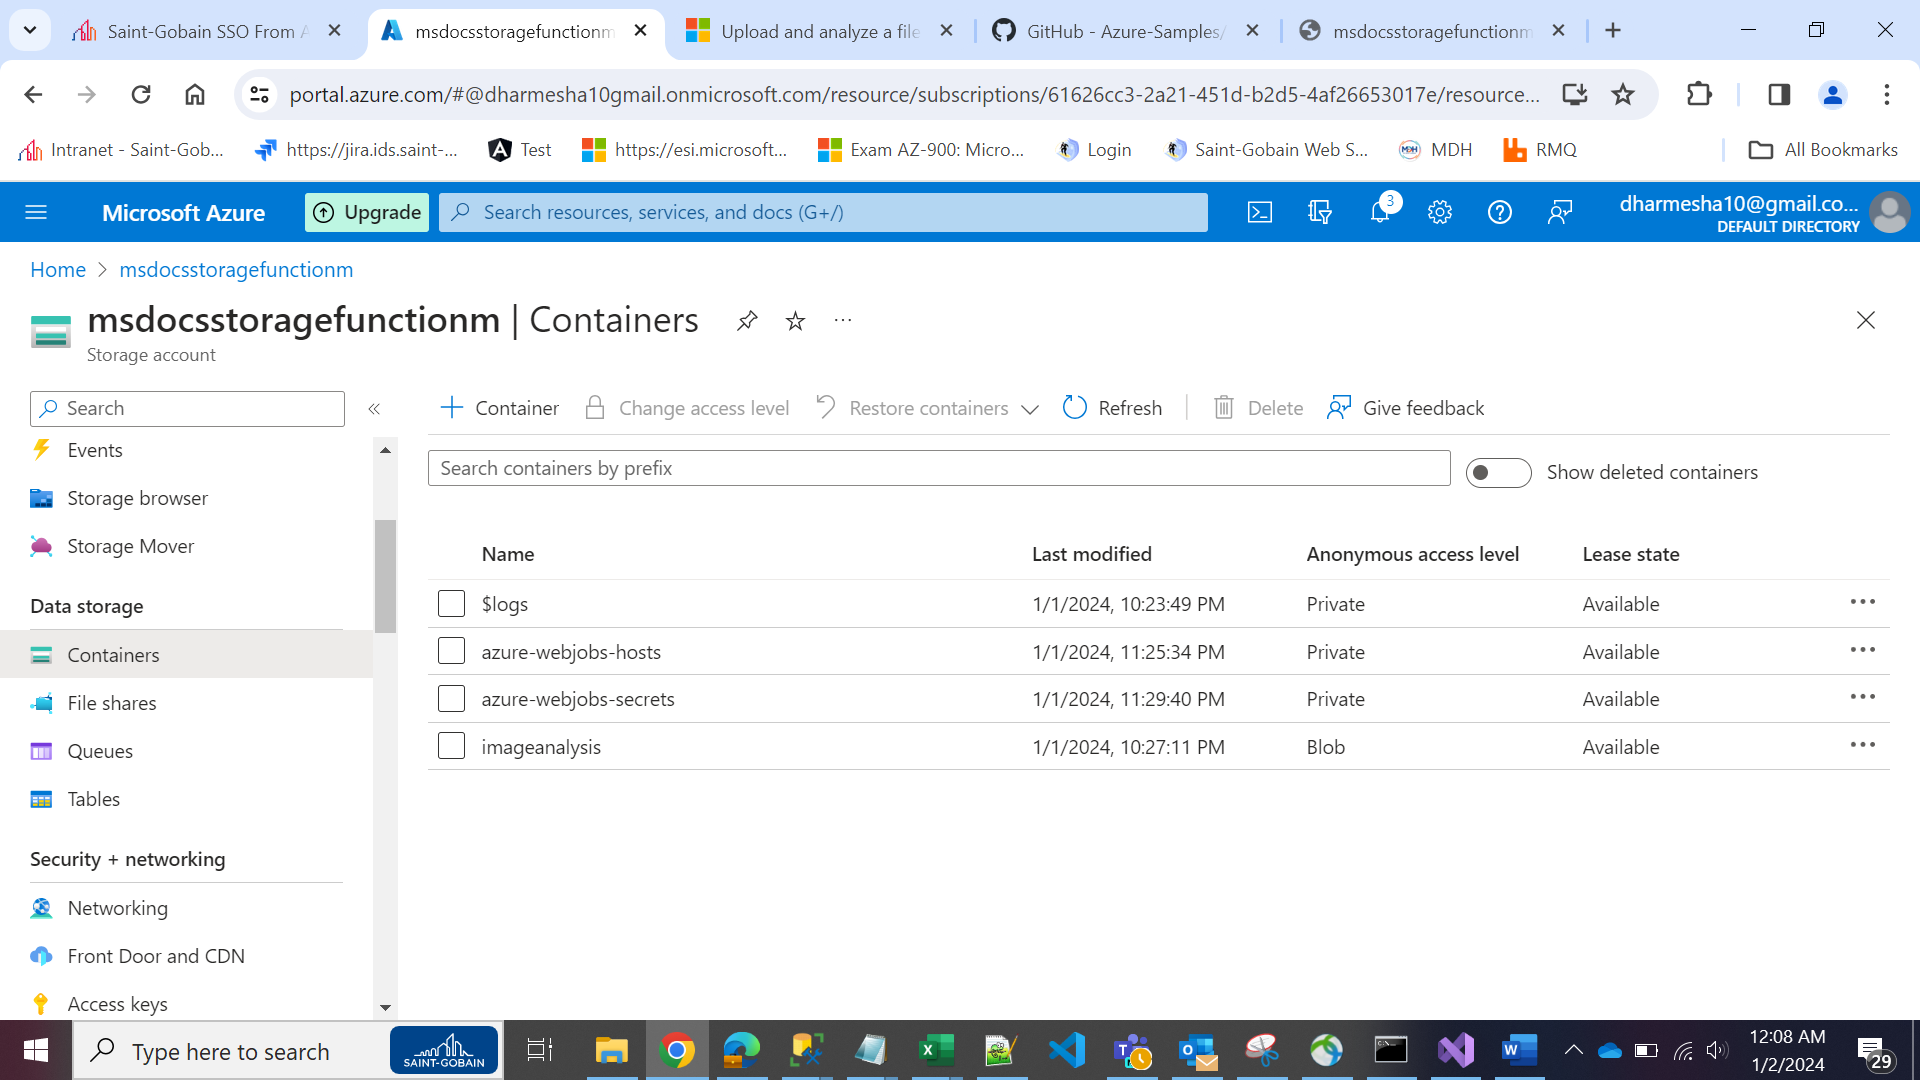 Saint-Gobain SSO From A
msdocsstoragefunctionm
Upload and analyze a file
GitHub - Azure-Samples/
msdocsstoragefunctionm
portal.azure.com/#@dharmesha10gmail.onmicrosoft.com/resource/subscriptions/61626cc3-2a21-451d-b2d5-4af26653017e/resource...
Intranet - Saint-Gob...
https://jira.ids.saint-...
Test
https://esi.microsoft...
Exam AZ-900: Micro...
Login
Saint-Gobain Web S...
MDH
RMQ
All Bookmarks
Microsoft Azure
Upgrade
Search resources, services, and docs (G+/)
3
dharmesha10@gmail.co...
DEFAULT DIRECTORY
Home > msdocsstoragefunctionm
msdocsstoragefunctionm | Containers
Storage account
Search
Events
Storage browser
Storage Mover
Data storage
Containers
File shares
Queues
Tables
Security + networking
Networking
Front Door and CDN
Access keys
Container
Change access level
Restore containers
Refresh
Delete
Give feedback
Search containers by prefix
Show deleted containers
Name Last modified Anonymous access level Lease state
$logs 1/1/2024, 10:23:49 PM Private Available
azure-webjobs-hosts 1/1/2024, 11:25:34 PM Private Available
azure-webjobs-secrets 1/1/2024, 11:29:40 PM Private Available
imageanalysis 1/1/2024, 10:27:11 PM Blob Available
Type here to search
SAINT-GOBAIN
12:08 AM
1/2/2024
29